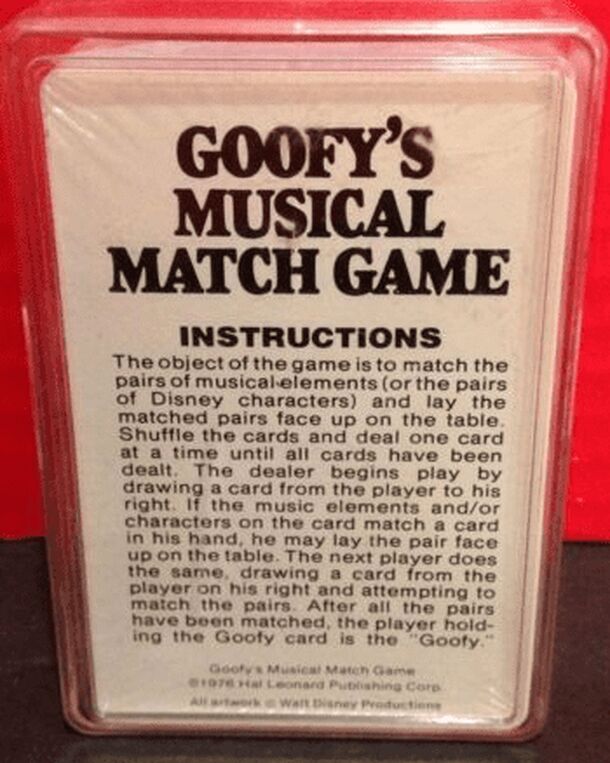 GOOFY'S
MUSICAL
MATCH GAME
INSTRUCTIONS
The object of the game is to match the
pairs of musical elements (or the pairs
of Disney characters) and lay the
matched pairs face up on the table.
Shuffle the cards and deal one card
at a time until all cards have been
dealt. The dealer begins play by
drawing a card from the player to his
right. If the music elements and/or
characters on the card match a card
in his hand, he may lay the pair face
up on the table. The next player does
the same, drawing a card from the
player on his right and attempting to
match the pairs. After all the pairs
have been matched, the player hold-
ing the Goofy card is the "Goofy."
Goofy's Musical Match Game
©1976 Hal Leonard Publishing Corp.
All artwork © Walt Disney Productions